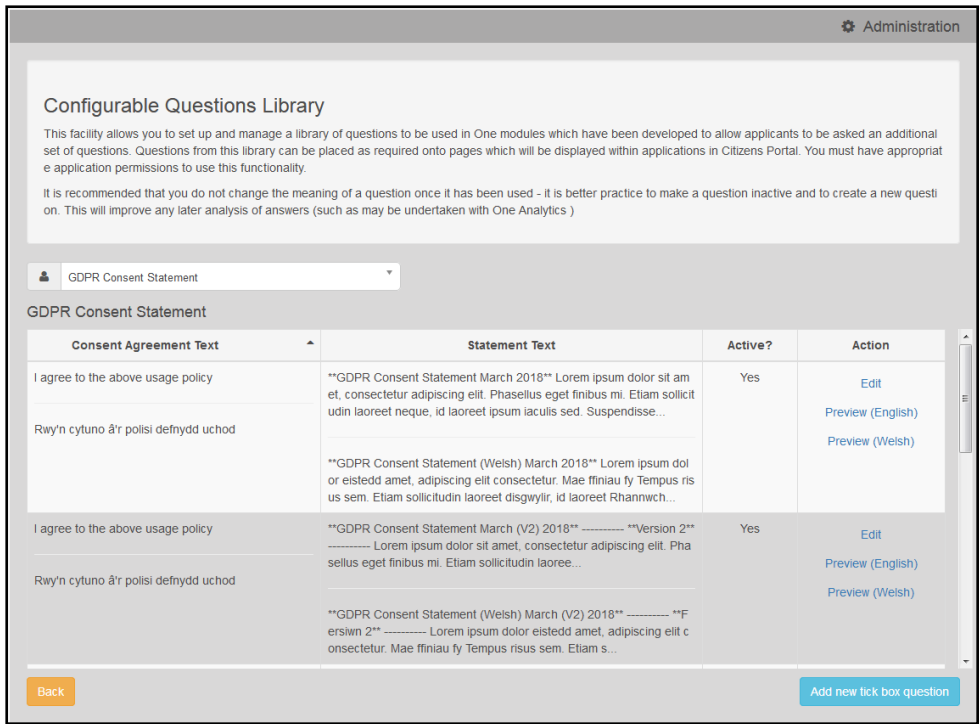 Administration
Configurable Questions Library
This facility allows you to set up and manage a library of questions to be used in One modules which have been developed to allow applicants to be asked an additional
set of questions. Questions from this library can be placed as required onto pages which will be displayed within applications in Citizens Portal. You must have appropriat
e application permissions to use this functionality.
It is recommended that you do not change the meaning of a question once it has been used - it is better practice to make a question inactive and to create a new questi
on. This will improve any later analysis of answers (such as may be undertaken with One Analytics )
GDPR Consent Statement
GDPR Consent Statement
Consent Agreement Text Statement Text Active? Action
I agree to the above usage policy
Rwy'n cytuno â'r polisi defnydd uchod
**GDPR Consent Statement March 2018** Lorem ipsum dolor sit am
et, consectetur adipiscing elit. Phasellus eget finibus mi. Etiam sollicit
udin laoreet neque, id laoreet ipsum iaculis sed. Suspendisse...
**GDPR Consent Statement (Welsh) March 2018** Lorem ipsum dol
or eistedd amet, adipiscing elit consectetur. Mae ffiniau fy Tempus ris
us sem. Etiam sollicitudin laoreet disgwylir, id laoreet Rhannwch...
Yes
Edit
Preview (English)
Preview (Welsh)
I agree to the above usage policy
Rwy'n cytuno â'r polisi defnydd uchod
**GDPR Consent Statement March (V2) 2018** ---------- **Version 2**
---------- Lorem ipsum dolor sit amet, consectetur adipiscing elit. Pha
sellus eget finibus mi. Etiam sollicitudin laoree...
**GDPR Consent Statement (Welsh) March (V2) 2018** ---------- **F
ersiwn 2** ---------- Lorem ipsum dolor eistedd amet, adipiscing elit c
onsectetur. Mae ffiniau fy Tempus risus sem. Etiam s...
Yes
Edit
Preview (English)
Preview (Welsh)
Back
Add new tick box question